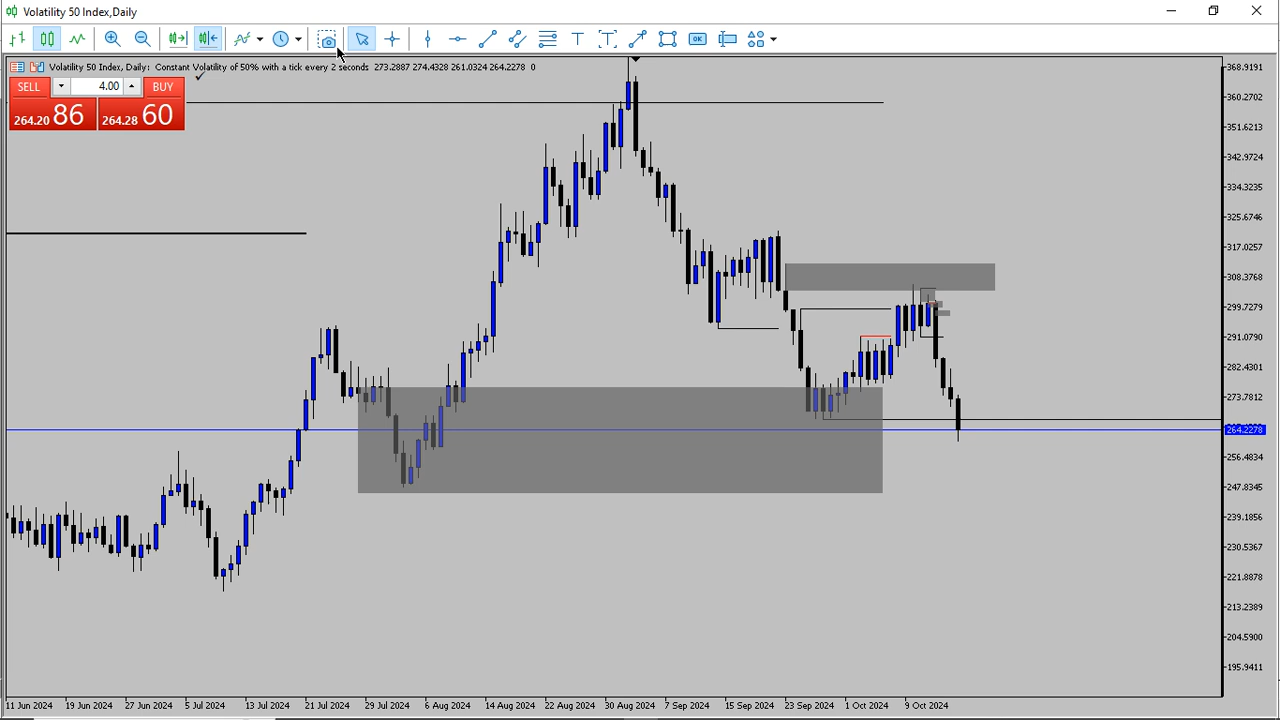 Volatility 50 Index,Daily
T
T
OK
Volatility 50 Index, Daily: Constant Volatility of 50% with a tick every 2 seconds 273.2887 274.4328 261.0324 264.2278 0
SELL 4.00 BUY
264.20 86 264.28 60
368.9191
360.2702
351.6213
342.9724
334.3235
325.6746
317.0257
308.3768
299.7279
291.0790
282.4301
273.7812
264.2278
256.4834
247.8345
239.1856
230.5367
221.8878
213.2389
204.5900
195.9411
11 Jun 2024 19 Jun 2024 27 Jun 2024 5 Jul 2024 13 Jul 2024 21 Jul 2024 29 Jul 2024 6 Aug 2024 14 Aug 2024 22 Aug 2024 30 Aug 2024 7 Sep 2024 15 Sep 2024 23 Sep 2024 1 Oct 2024 9 Oct 2024